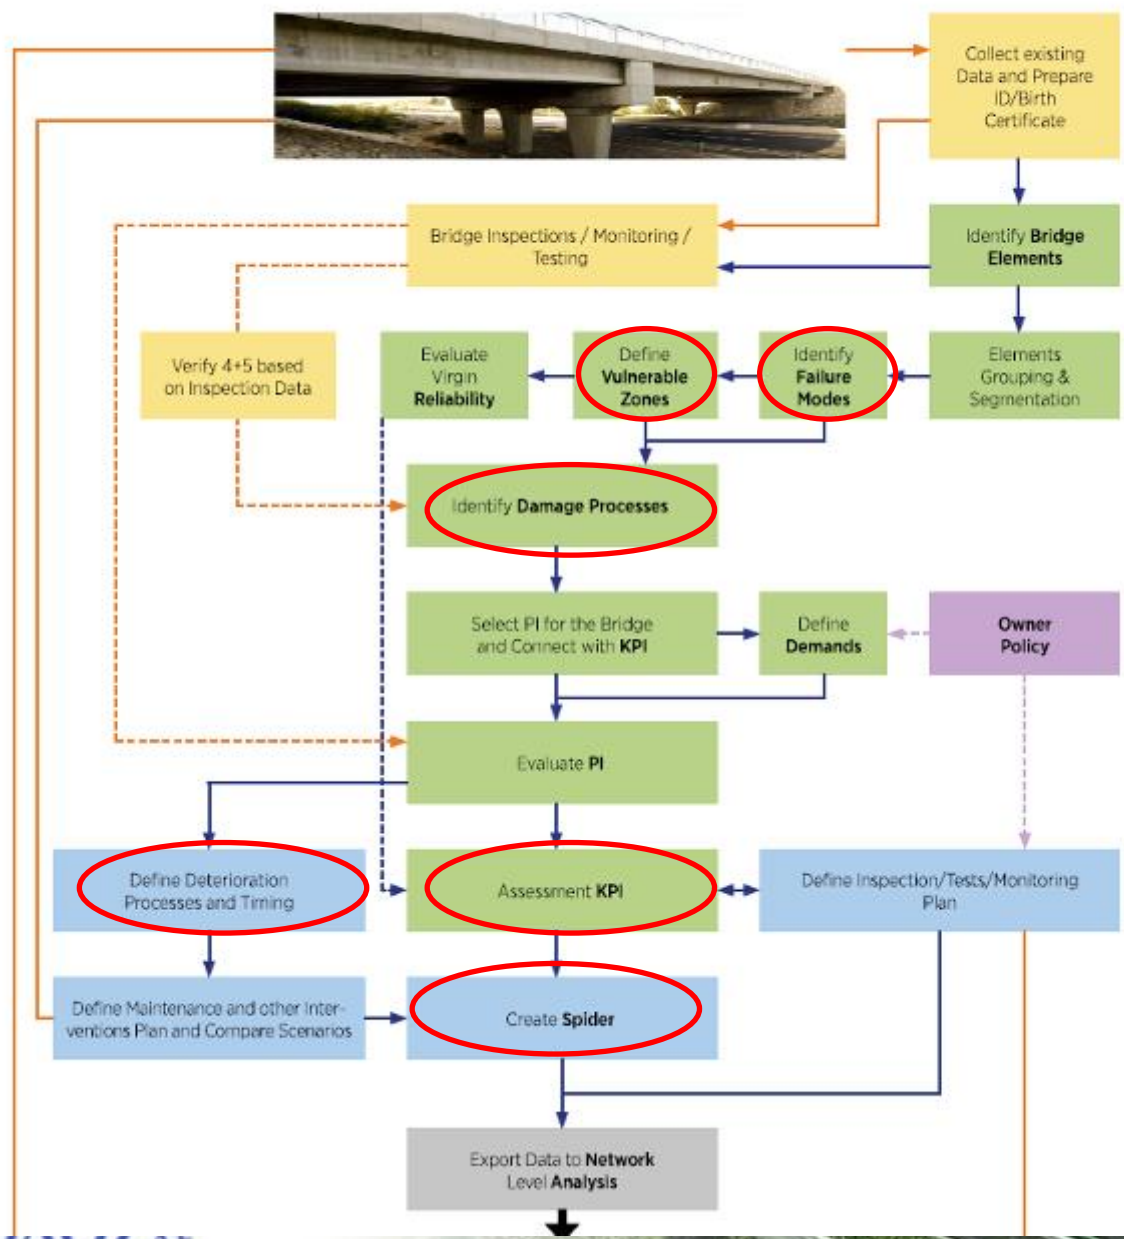 Collect existing
Data and Prepare
ID/Birth
Certificate
Bridge Inspections / Monitoring /
Testing
Identify Bridge
Elements
Verify 4+5 based
on Inspection Data
Evaluate
Virgin
Reliability
Define
Vulnerable
Zones
Identify
Failure
Modes
Elements
Grouping &
Segmentation
Identify Damage Processes
Select PI for the Bridge
and Connect with KPI
Define
Demands
Owner
Policy
Evaluate PI
Define Deterioration
Processes and Timing
Assessment KPI
Define Inspection/Tests/Monitoring
Plan
Define Maintenance and other Inter-
ventions Plan and Compare Scenarios
Create Spider
Export Data to Network
Level Analysis